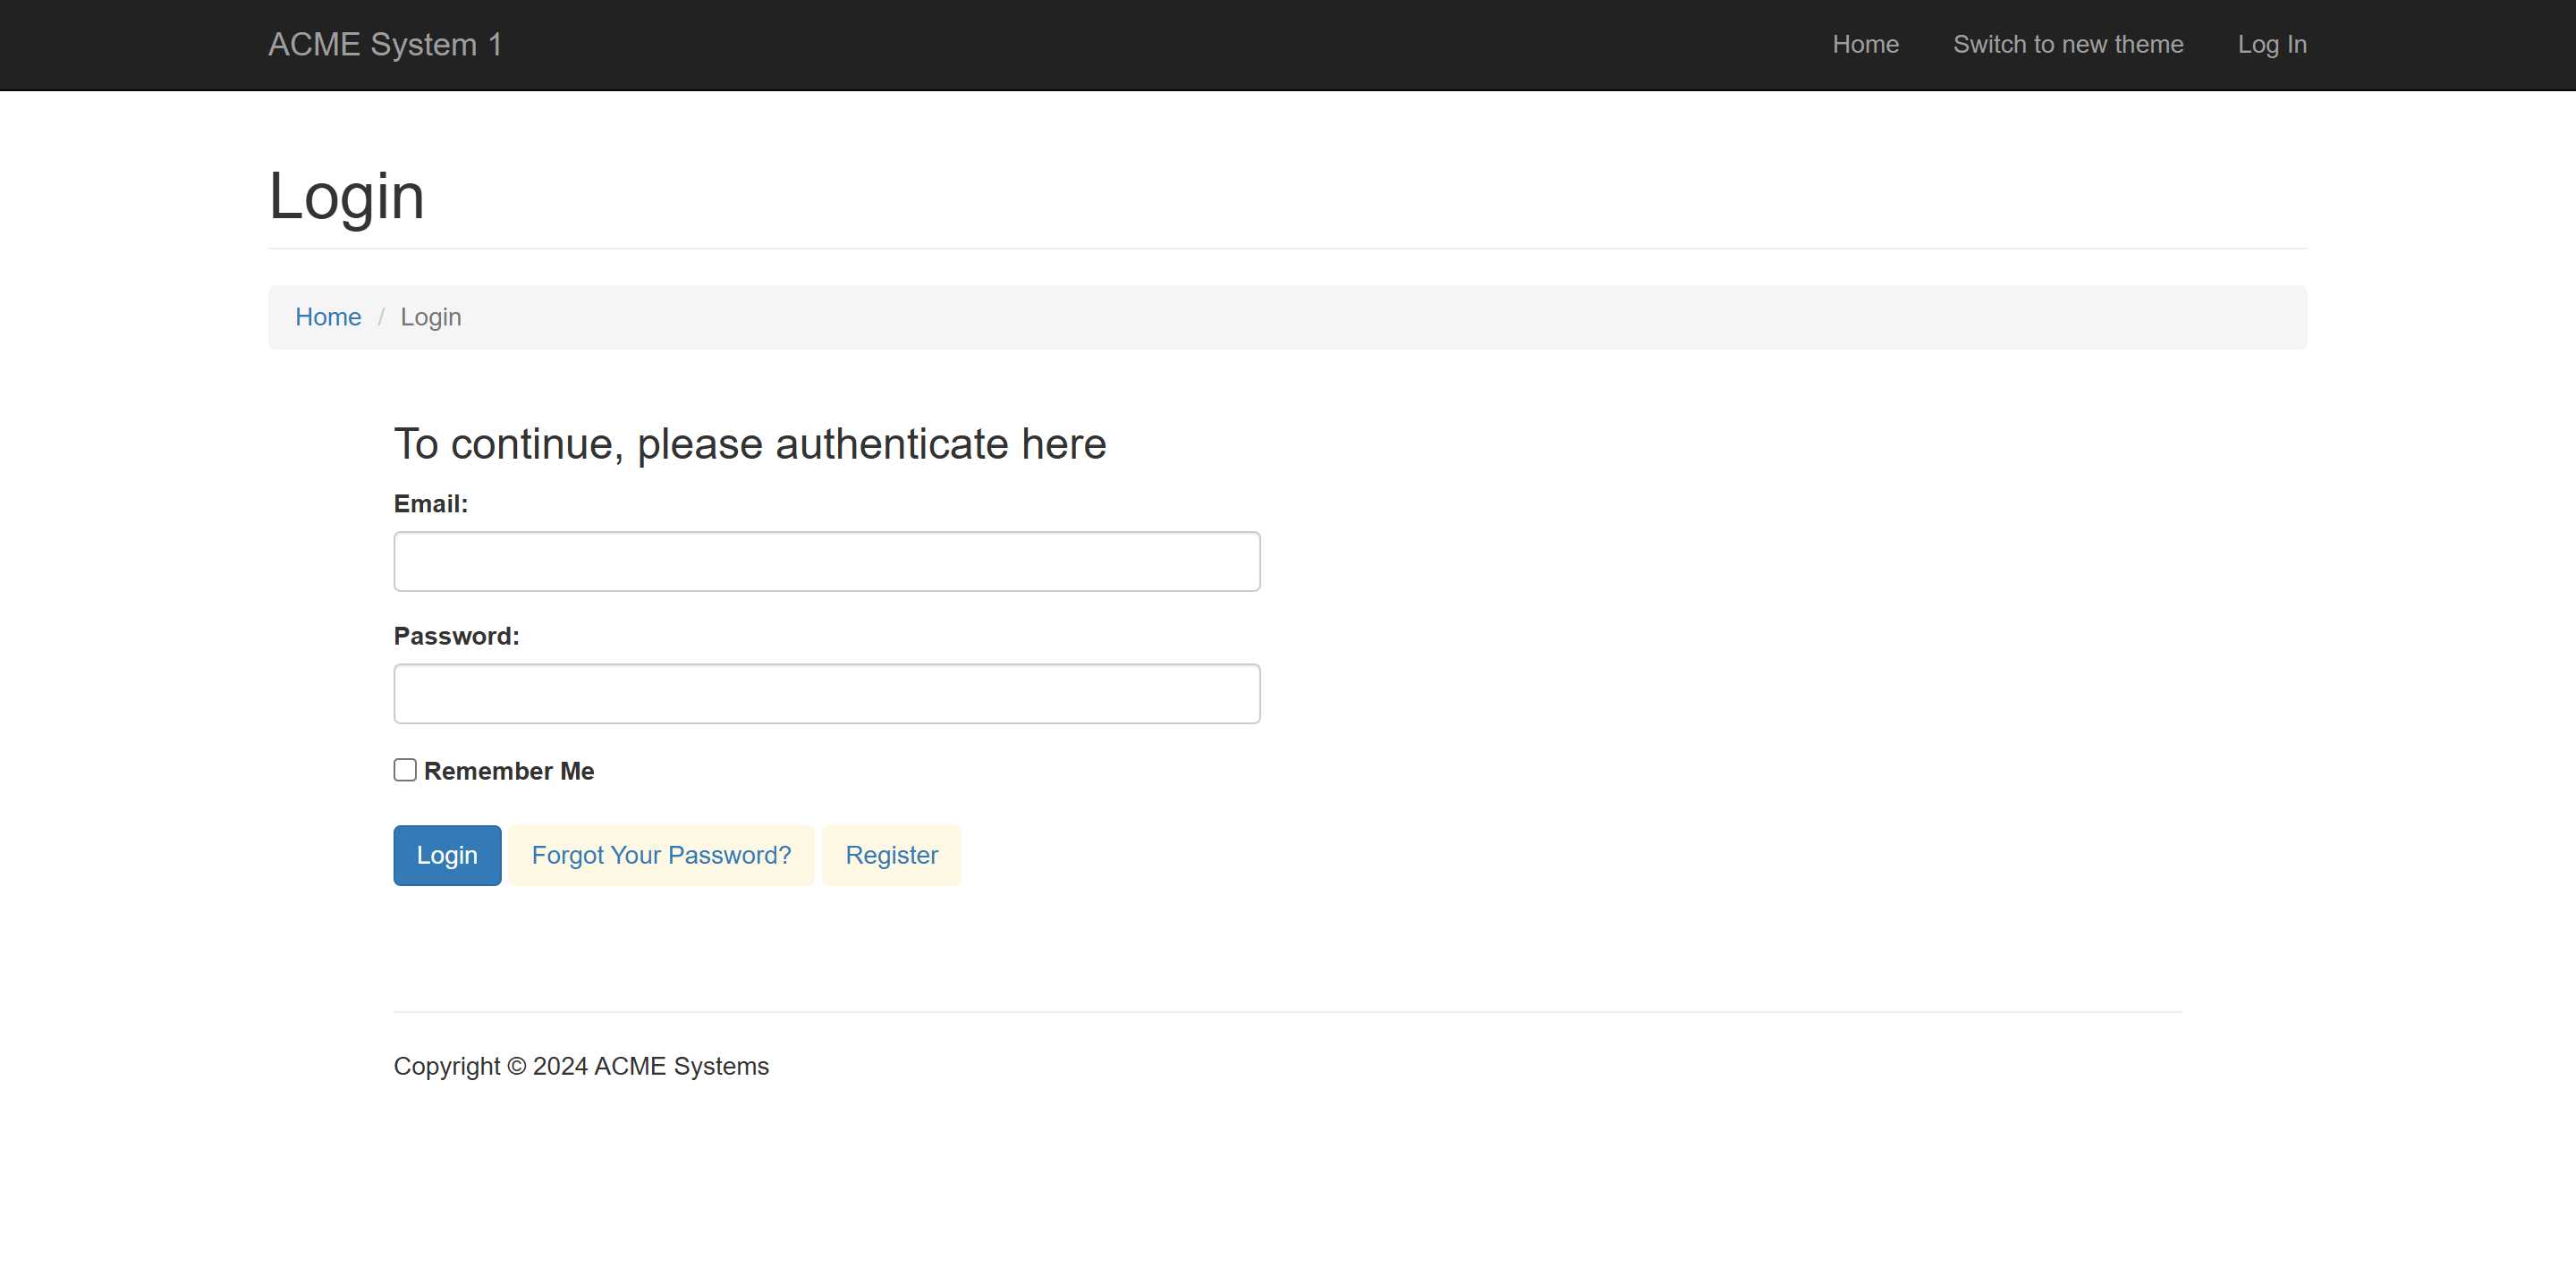 ACME System 1 Home Switch to new theme Log In
Login
Home / Login
To continue, please authenticate here
Email:
Password:
Remember Me
Login Forgot Your Password? Register
Copyright © 2024 ACME Systems